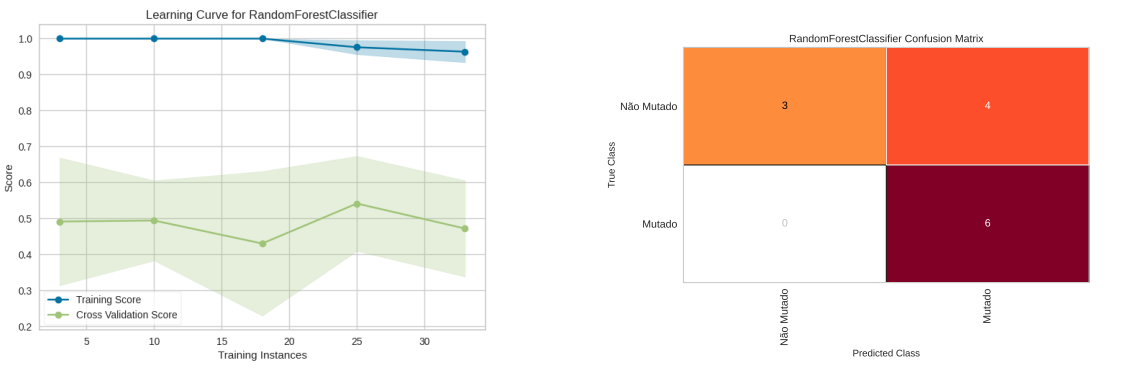 Learning Curve for RandomForestClassifier
1.0
0.9
0.8
0.7
0.6
0.5
0.4
0.3
0.2
Score
Training Score
Cross Validation Score
5 10 15 20 25 30
Training Instances
RandomForestClassifier Confusion Matrix
True Class
Não Mutado
3 4
Mutado
0 6
Não Mutado
Mutado
Predicted Class